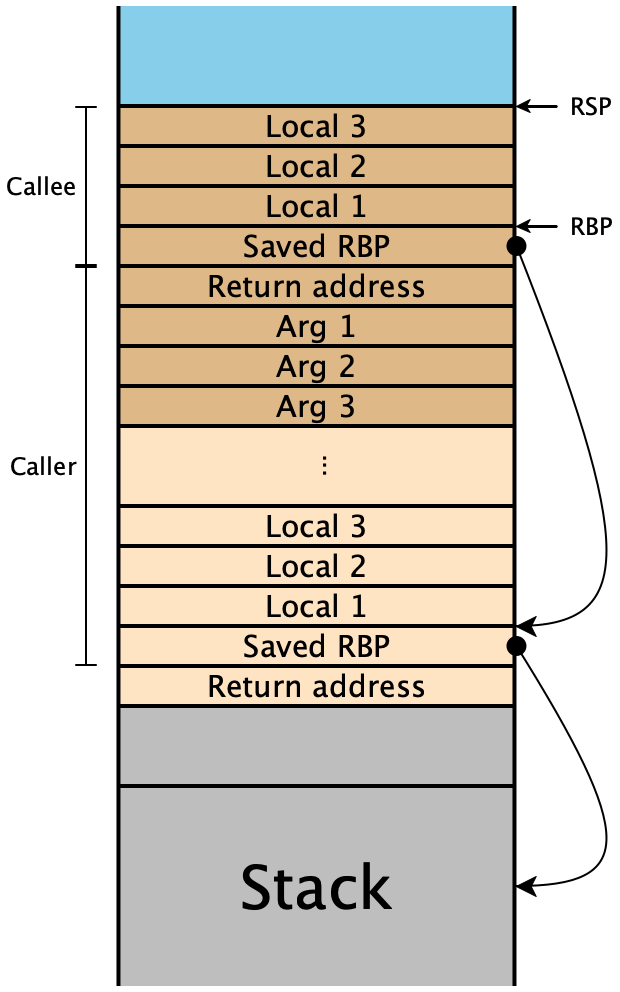 RSP
Local 3
Local 2
Callee
Local 1
RBP
Saved RBP
Return address
Arg 1
Arg 2
Arg 3
Caller
⋮
Local 3
Local 2
Local 1
Saved RBP
Return address
Stack